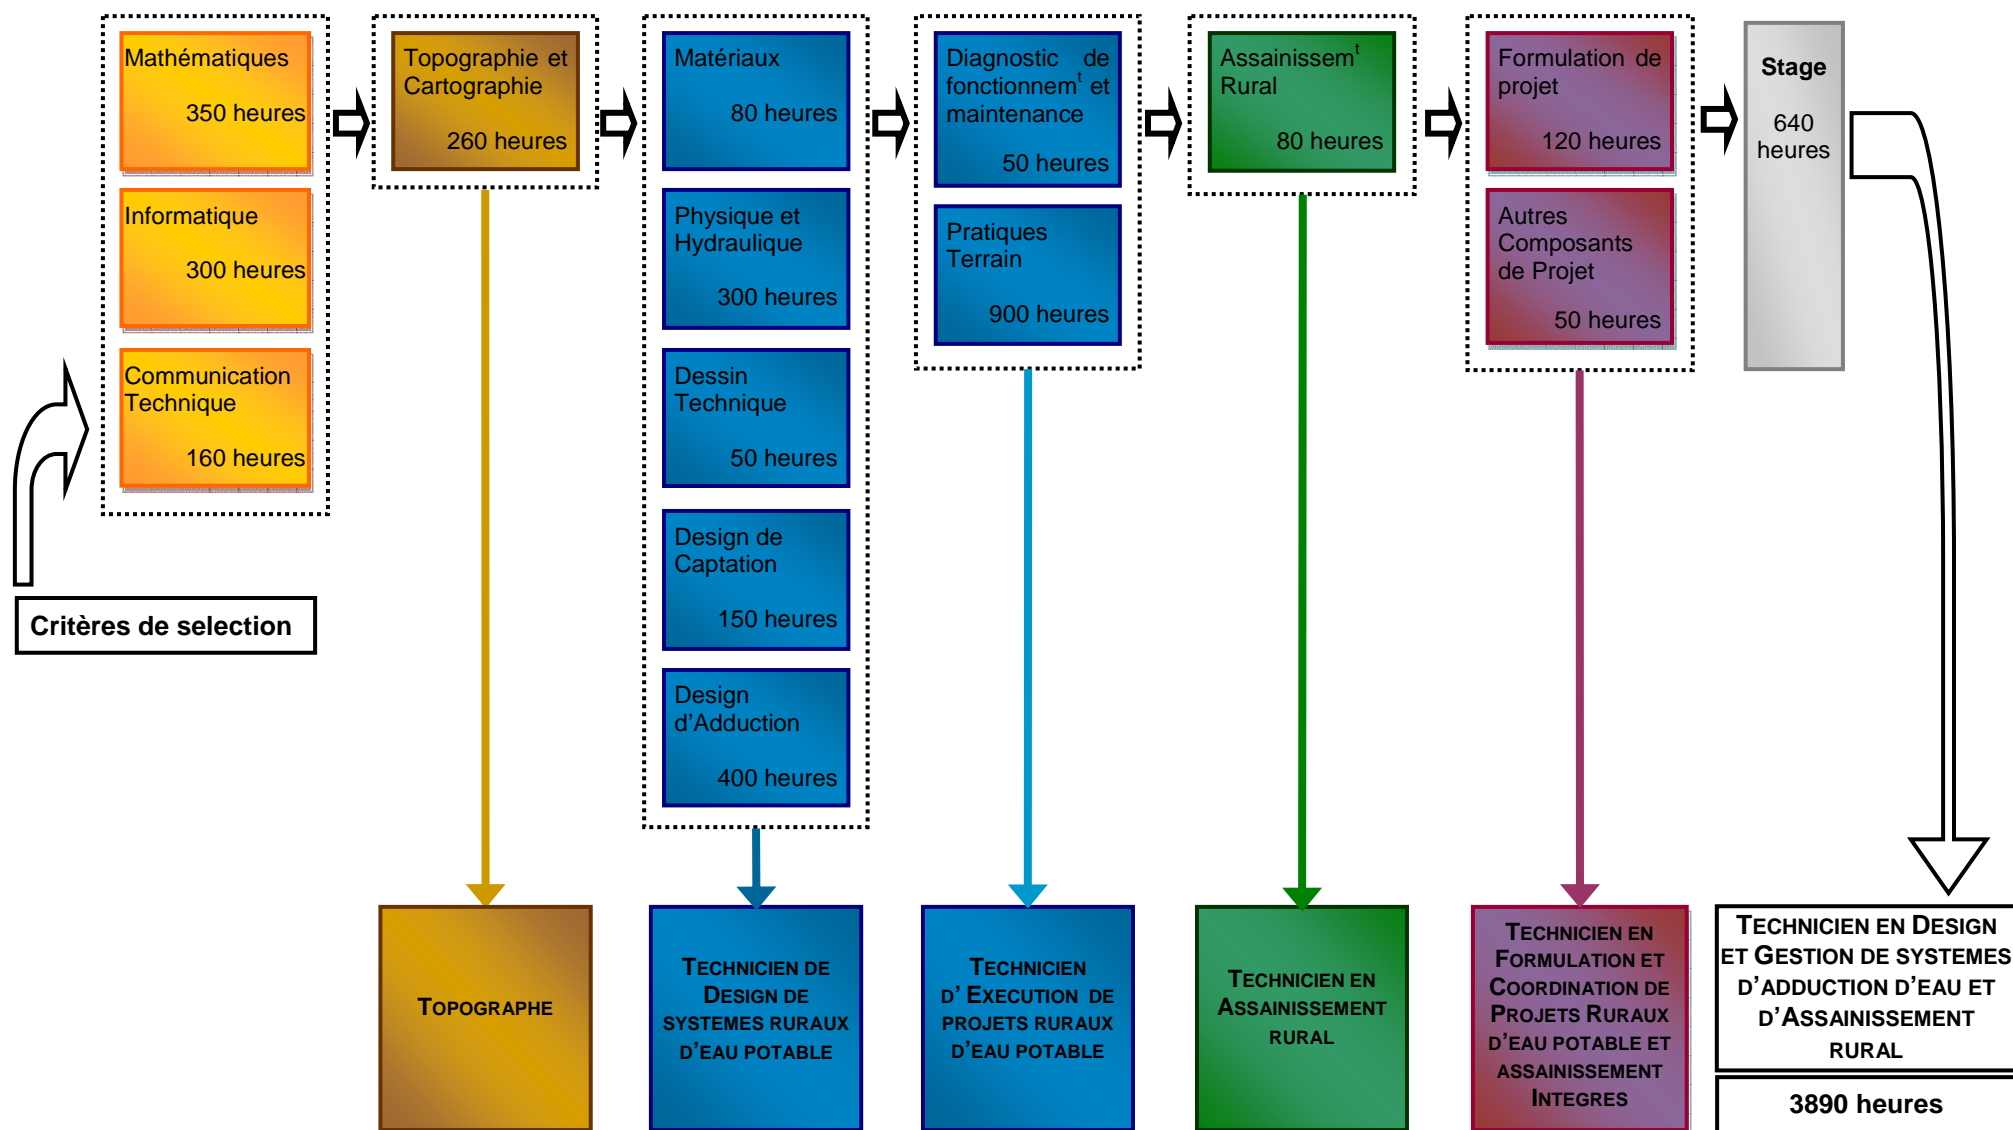 Mathématiques
350 heures
Informatique
300 heures
Communication
Technique
160 heures
Critères de selection
Topographie et
Cartographie
260 heures
Matériaux
80 heures
Physique et
Hydraulique
300 heures
Dessin
Technique
50 heures
Design de
Captation
150 heures
Design
d'Adduction
400 heures
Diagnostic de
fonctionnemᵗ et
maintenance
50 heures
Pratiques
Terrain
900 heures
Assainissemᵗ
Rural
80 heures
Formulation de
projet
120 heures
Autres
Composants
de Projet
50 heures
Stage
640
heures
TOPOGRAPHE
TECHNICIEN DE
DESIGN DE
SYSTEMES RURAUX
D'EAU POTABLE
TECHNICIEN
D' EXECUTION DE
PROJETS RURAUX
D'EAU POTABLE
TECHNICIEN EN
ASSAINISSEMENT
RURAL
TECHNICIEN EN
FORMULATION ET
COORDINATION DE
PROJETS RURAUX
D'EAU POTABLE ET
ASSAINISSEMENT
INTEGRES
TECHNICIEN EN DESIGN
ET GESTION DE SYSTEMES
D'ADDUCTION D'EAU ET
D'ASSAINISSEMENT
RURAL
3890 heures